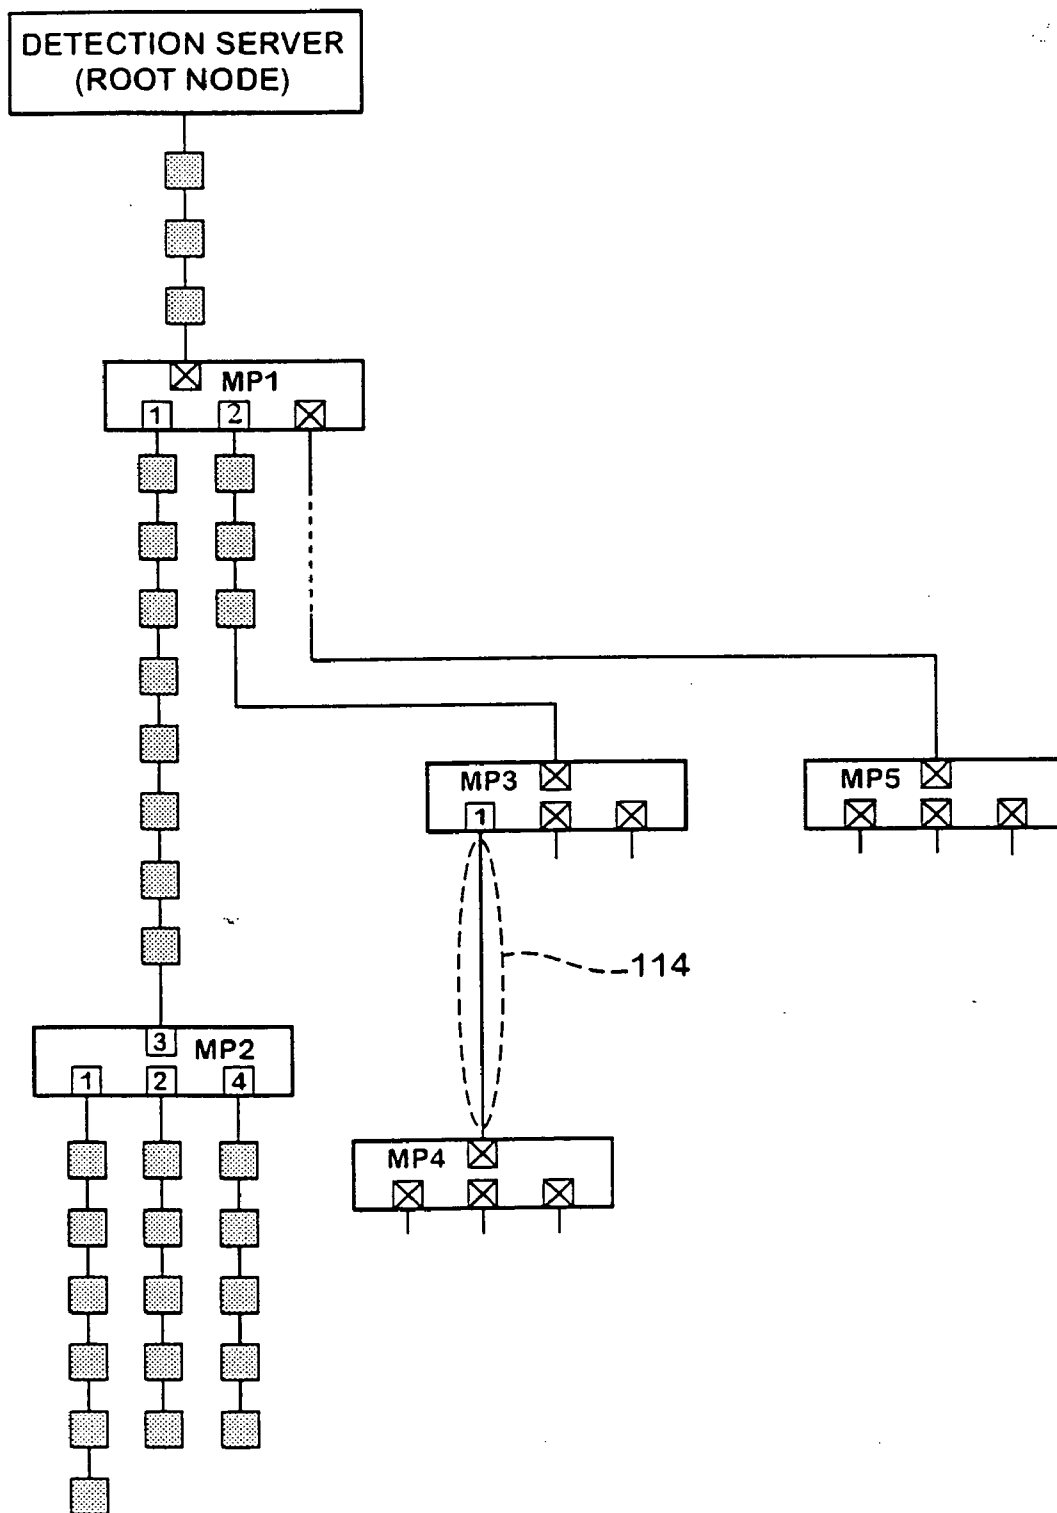 DETECTION SERVER
(ROOT NODE)
MP1
1 2
MP3
1
MP5
114
3
MP2
1 2 4
MP4